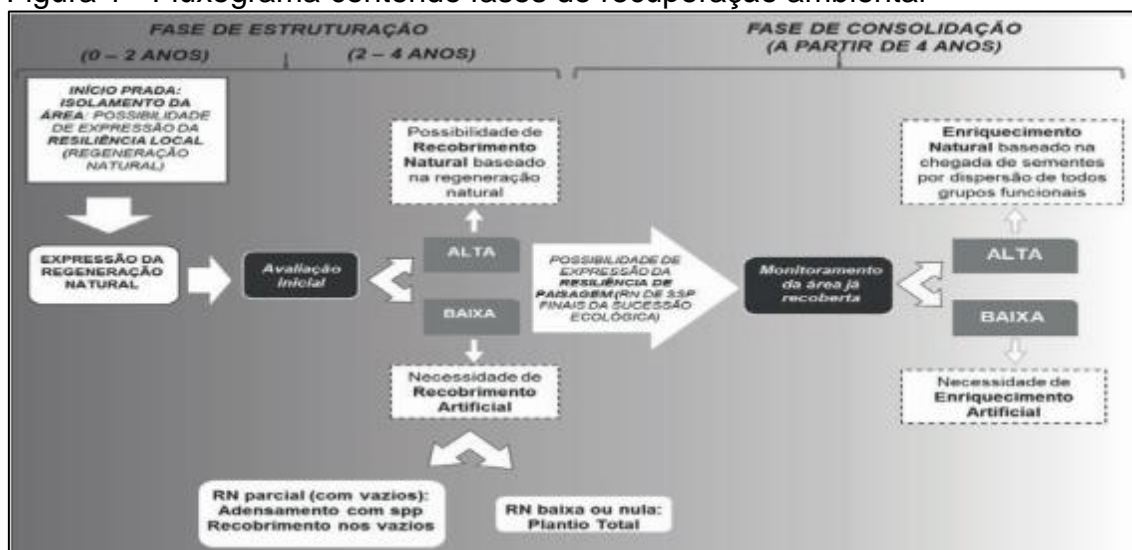 Figura 1 - Fluxograma contendo fases de recuperação ambiental
FASE DE ESTRUTURAÇÃO
(0 – 2 ANOS)
(2 – 4 ANOS)
FASE DE CONSOLIDAÇÃO
(A PARTIR DE 4 ANOS)
INÍCIO PRADA:
ISOLAMENTO DA
ÁREA: POSSIBILIDADE
DE EXPRESSÃO DA
RESILIÊNCIA LOCAL
(REGENERAÇÃO
NATURAL)
EXPRESSÃO DA
REGENERAÇÃO
NATURAL
Avaliação
Inicial
Possibilidade de
Recobrimento
Natural baseado
na regeneração
natural
ALTA
BAIXA
Necessidade de
Recobrimento
Artificial
RN parcial (com vazios):
Adensamento com spp
Recobrimento nos vazios
RN baixa ou nula:
Plantio Total
POSSIBILIDADE DE
EXPRESSÃO DA
RESILIÊNCIA DE
PAISAGEM (RN DE SSP
FINAIS DA SUCESSÃO
ECOLÓGICA)
Monitoramento
da área já
recoberta
Enriquecimento
Natural baseado na
chegada de sementes
por dispersão de todos
grupos funcionais
ALTA
BAIXA
Necessidade de
Enriquecimento
Artificial